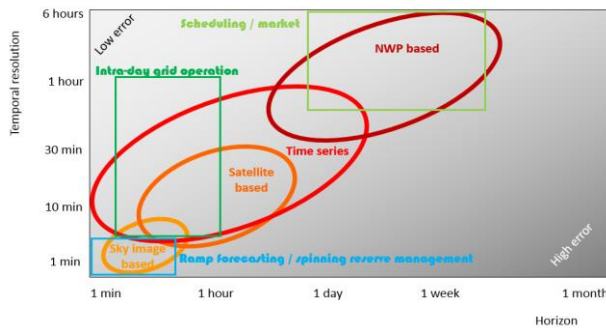 6 hours
Low error
Scheduling / market
NWP based
Temporal resolution
Intra-day grid operation
1 hour
30 min
Time series
Satellite
based
10 min
Sky image
based
Ramp forecasting / spinning reserve management
1 min
High error
1 min
1 hour
1 day
1 week
1 month
Horizon